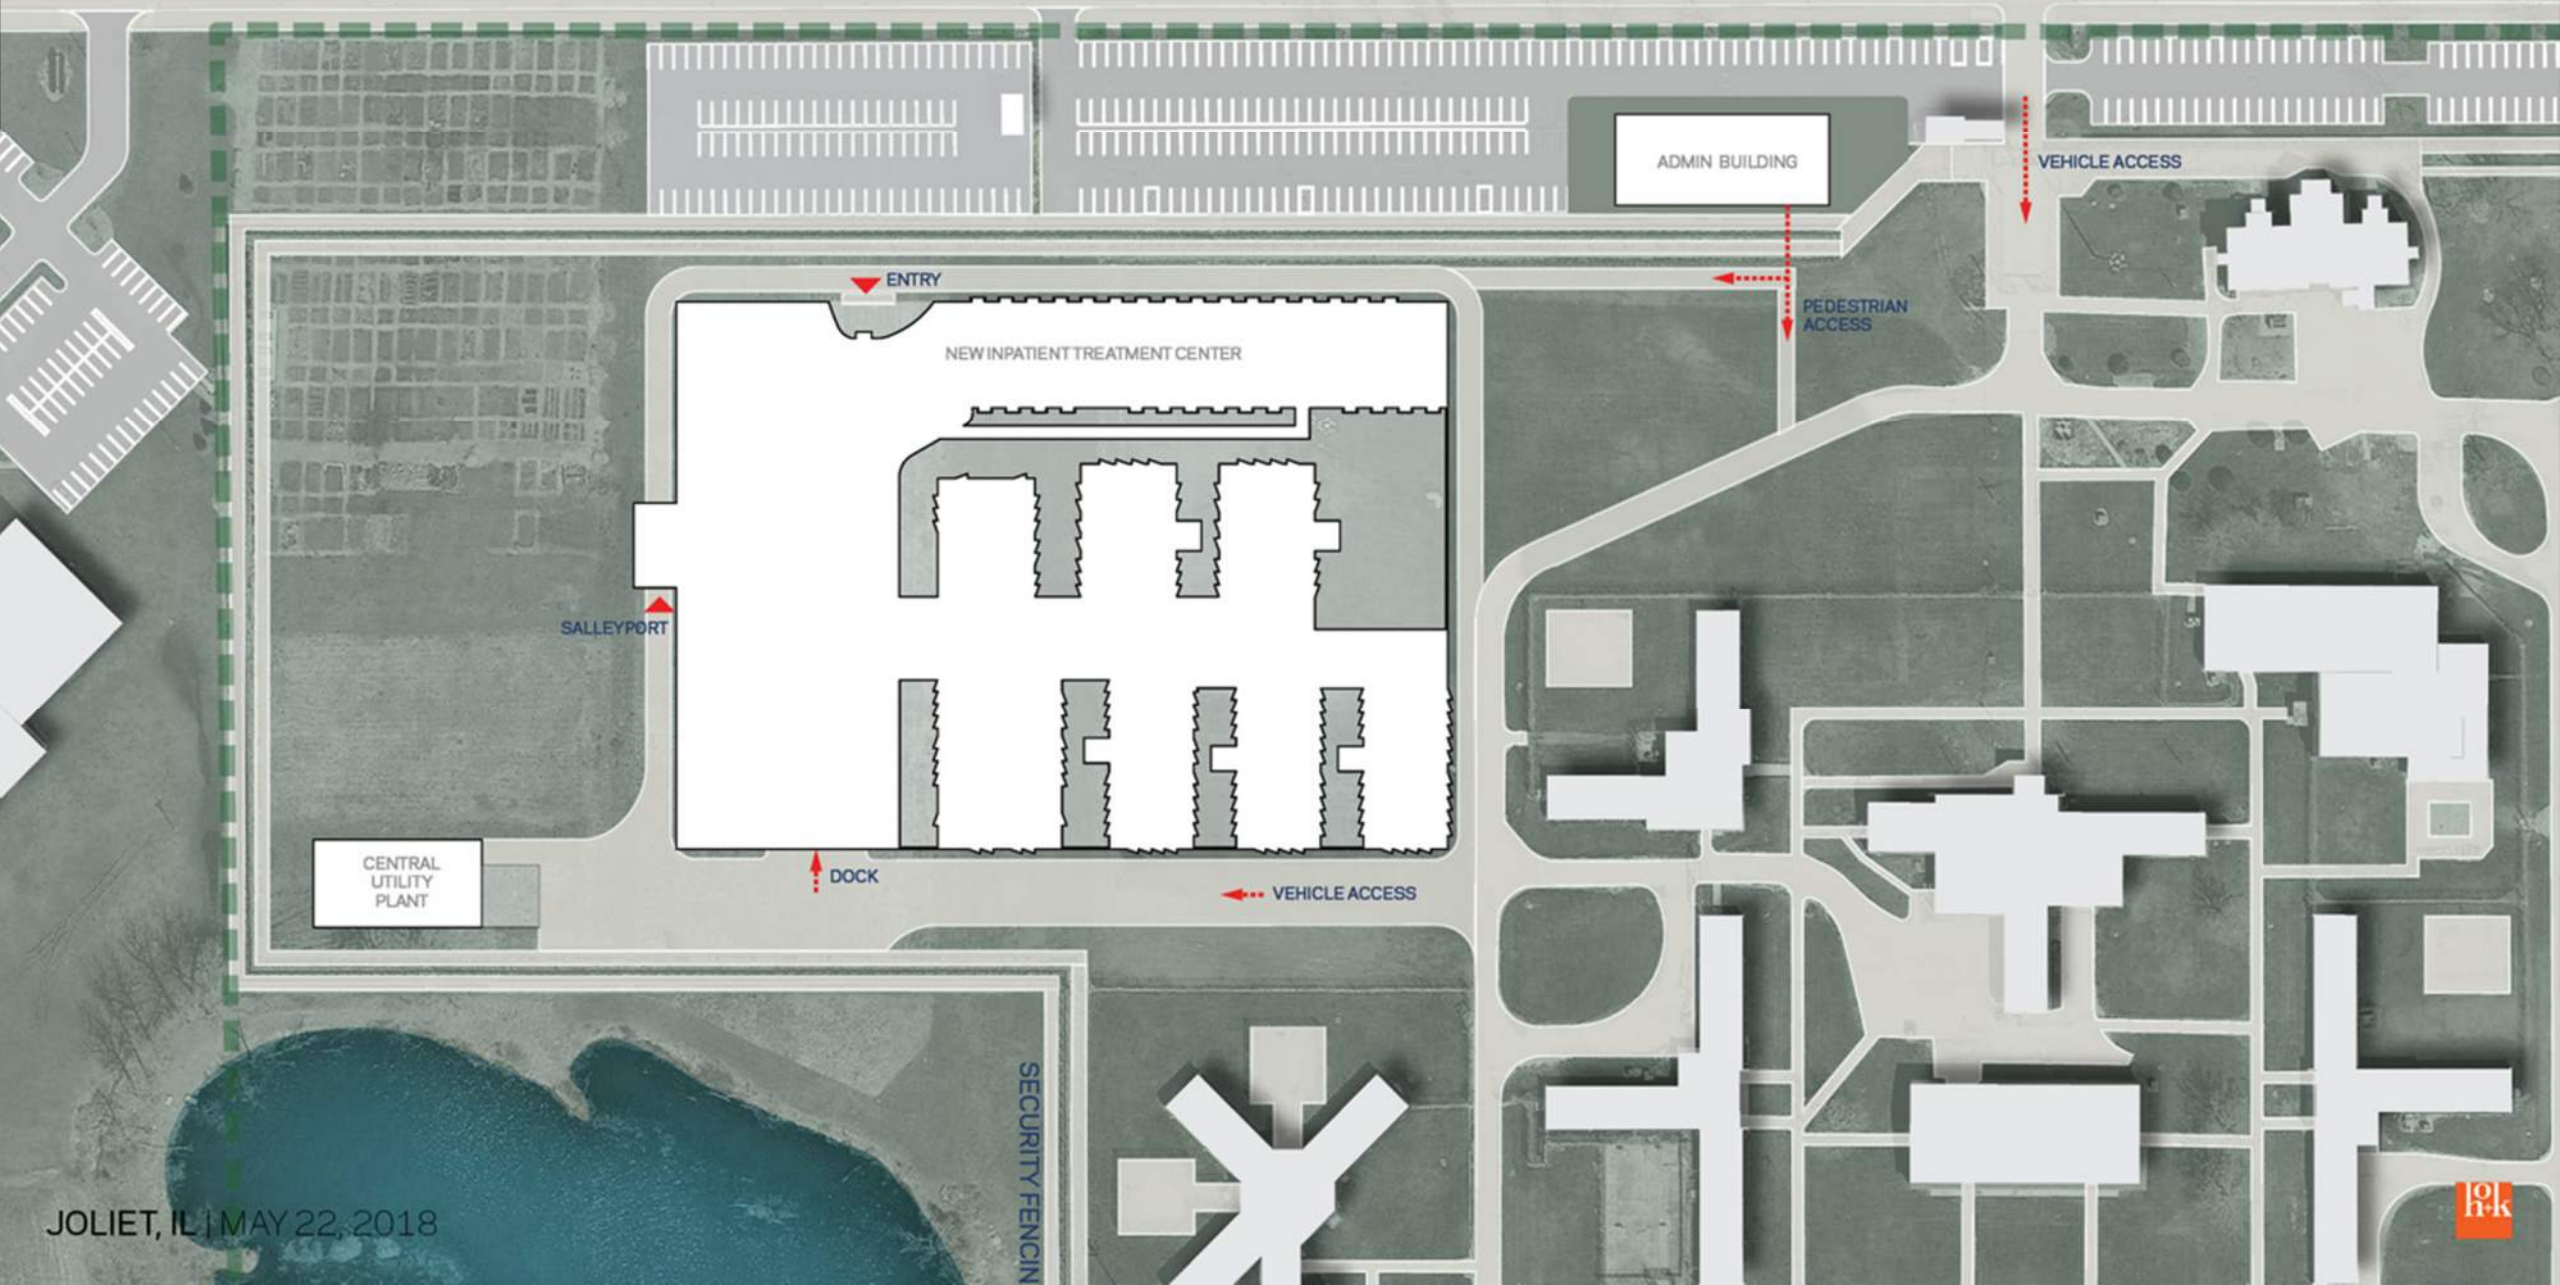 ADMIN BUILDING
VEHICLE ACCESS
ENTRY
PEDESTRIAN
ACCESS
NEW INPATIENT TREATMENT CENTER
SALLEYPORT
CENTRAL
UTILITY
PLANT
DOCK
VEHICLE ACCESS
SECURITY FENCIN
JOLIET, IL | MAY 22, 2018
hok